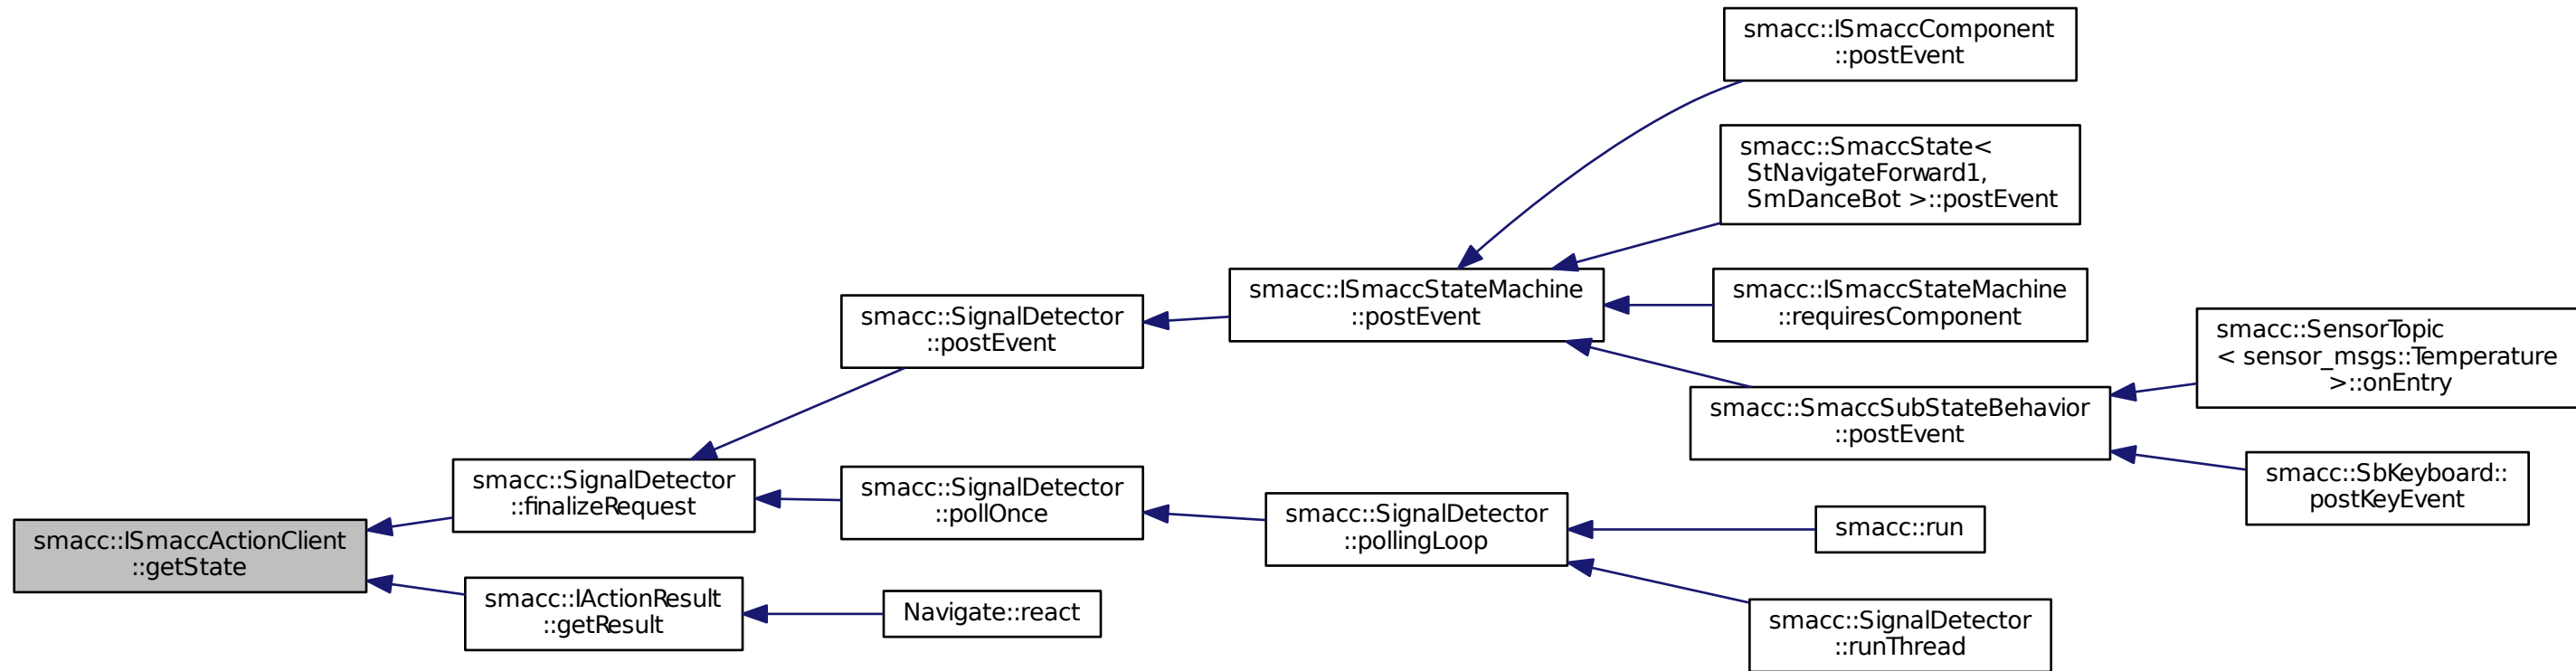 smacc::ISmaccActionClient
::getState
smacc::SignalDetector
::finalizeRequest
smacc::IActionResult
::getResult
smacc::SignalDetector
::postEvent
smacc::SignalDetector
::pollOnce
Navigate::react
smacc::ISmaccStateMachine
::postEvent
smacc::SignalDetector
::pollingLoop
smacc::ISmaccComponent
::postEvent
smacc::SmaccState<
StNavigateForward1,
SmDanceBot >::postEvent
smacc::ISmaccStateMachine
::requiresComponent
smacc::SmaccSubStateBehavior
::postEvent
smacc::run
smacc::SignalDetector
::runThread
smacc::SensorTopic
< sensor_msgs::Temperature
>::onEntry
smacc::SbKeyboard::
postKeyEvent